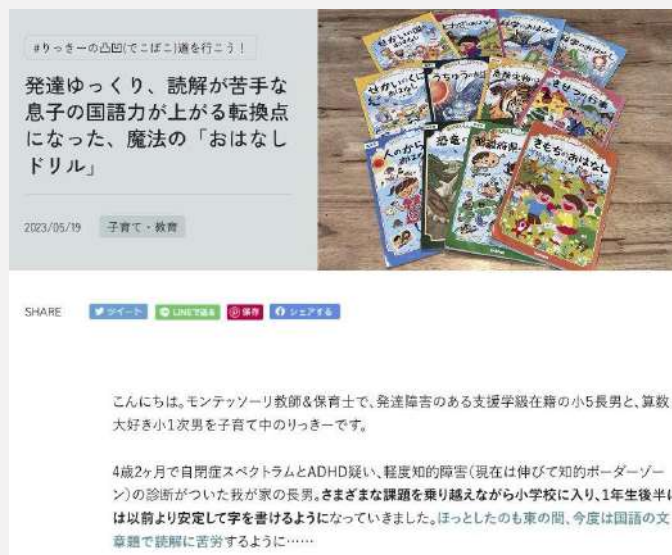 #りっきーの凸凹(でこぼこ)道を行こう！
発達ゆっくり、読解が苦手な
息子の国語力が上がる転換点
になった、魔法の「おはなし
ドリル」
2023/05/19 子育て・教育
せかいのくに
きもちのおはなし
SHARE ツイート LINEで送る 保存 シェアする
こんにちは。モンテッソーリ教師&保育士で、発達障害のある支援学級在籍の小5長男と、算数
大好き小1次男を子育て中のりっきーです。
4歳2ヶ月で自閉症スペクトラムとADHD疑い、軽度知的障害(現在は伸びて知的ボーダーゾー
ン)の診断がついた我が家の長男。さまざまな課題を乗り越えながら小学校に入り、1年生後半に
は以前より安定して字を書けるようになっていきました。ほっとしたのも束の間、今度は国語の文
章題で読解に苦労するように……